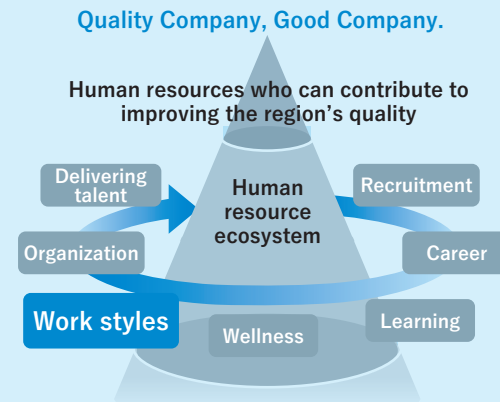 Quality Company, Good Company.
Human resources who can contribute to
improving the region's quality
Delivering
talent
Human
resource
ecosystem
Recruitment
Organization
Career
Work styles
Wellness
Learning